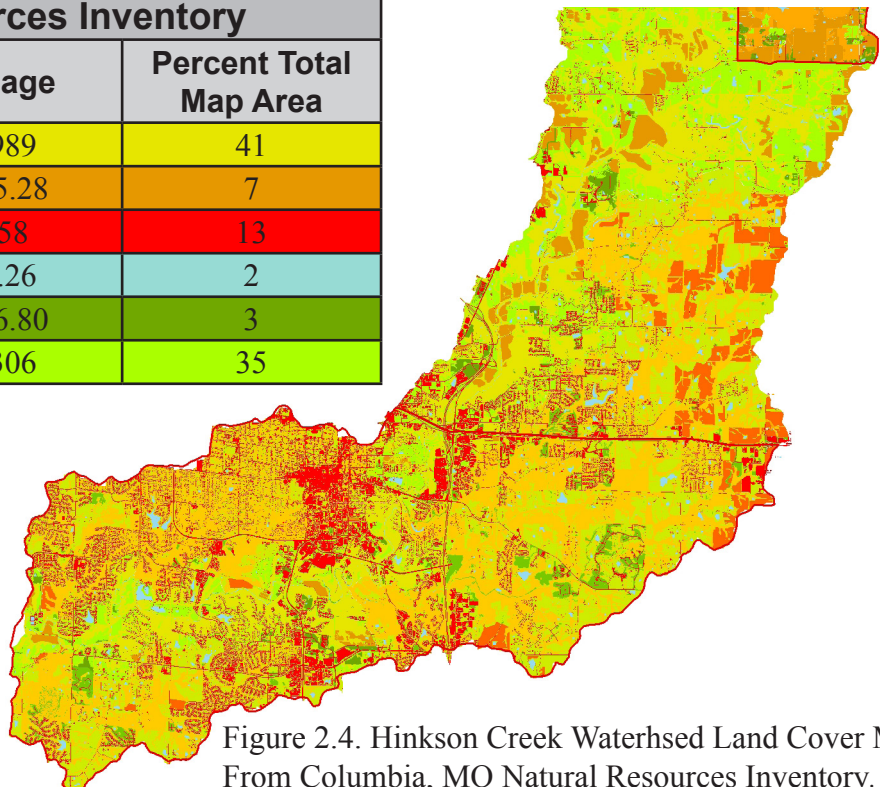 rces Inventory
age Percent Total
Map Area
989 41
5.28 7
58 13
.26 2
6.80 3
306 35
Figure 2.4. Hinkson Creek Waterhsed Land Cover
From Columbia, MO Natural Resources Inventory.